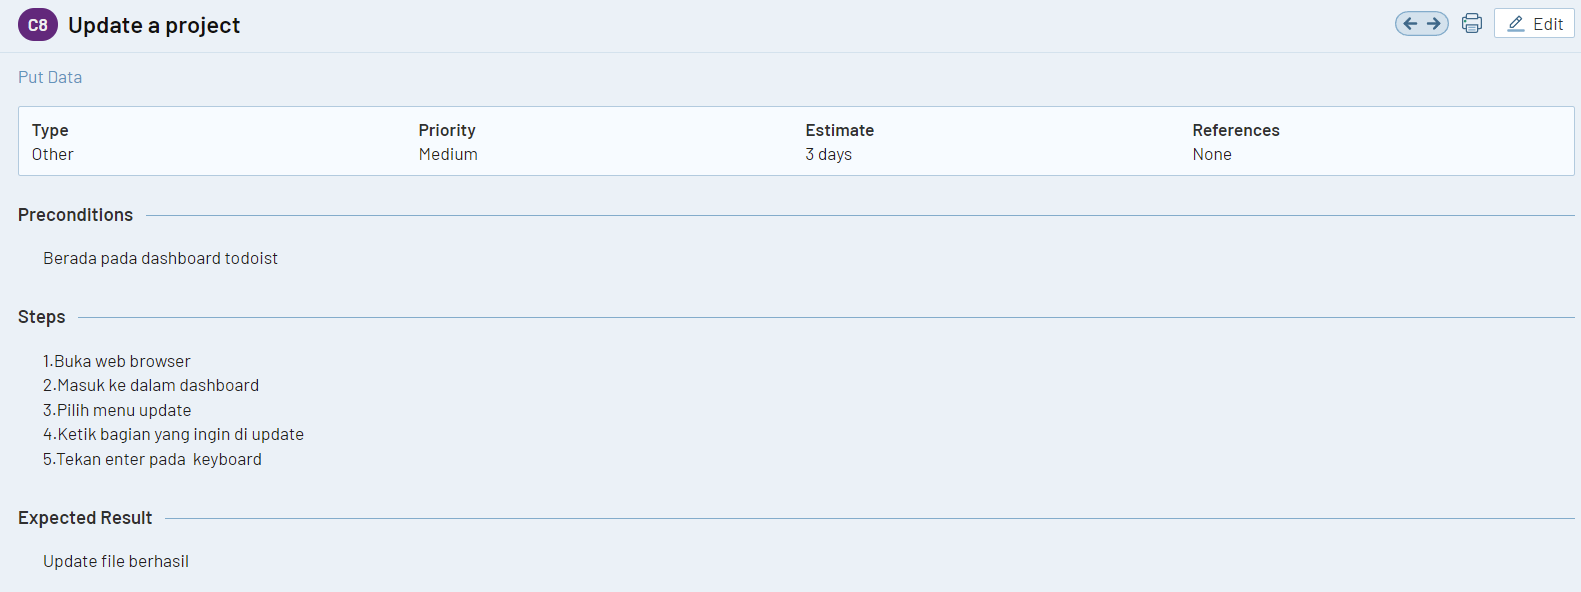 C8 Update a project
Edit
Put Data
Type Priority Estimate References
Other Medium 3 days None
Preconditions
Berada pada dashboard todoist
Steps
1.Buka web browser
2.Masuk ke dalam dashboard
3.Pilih menu update
4.Ketik bagian yang ingin di update
5.Tekan enter pada  keyboard
Expected Result
Update file berhasil